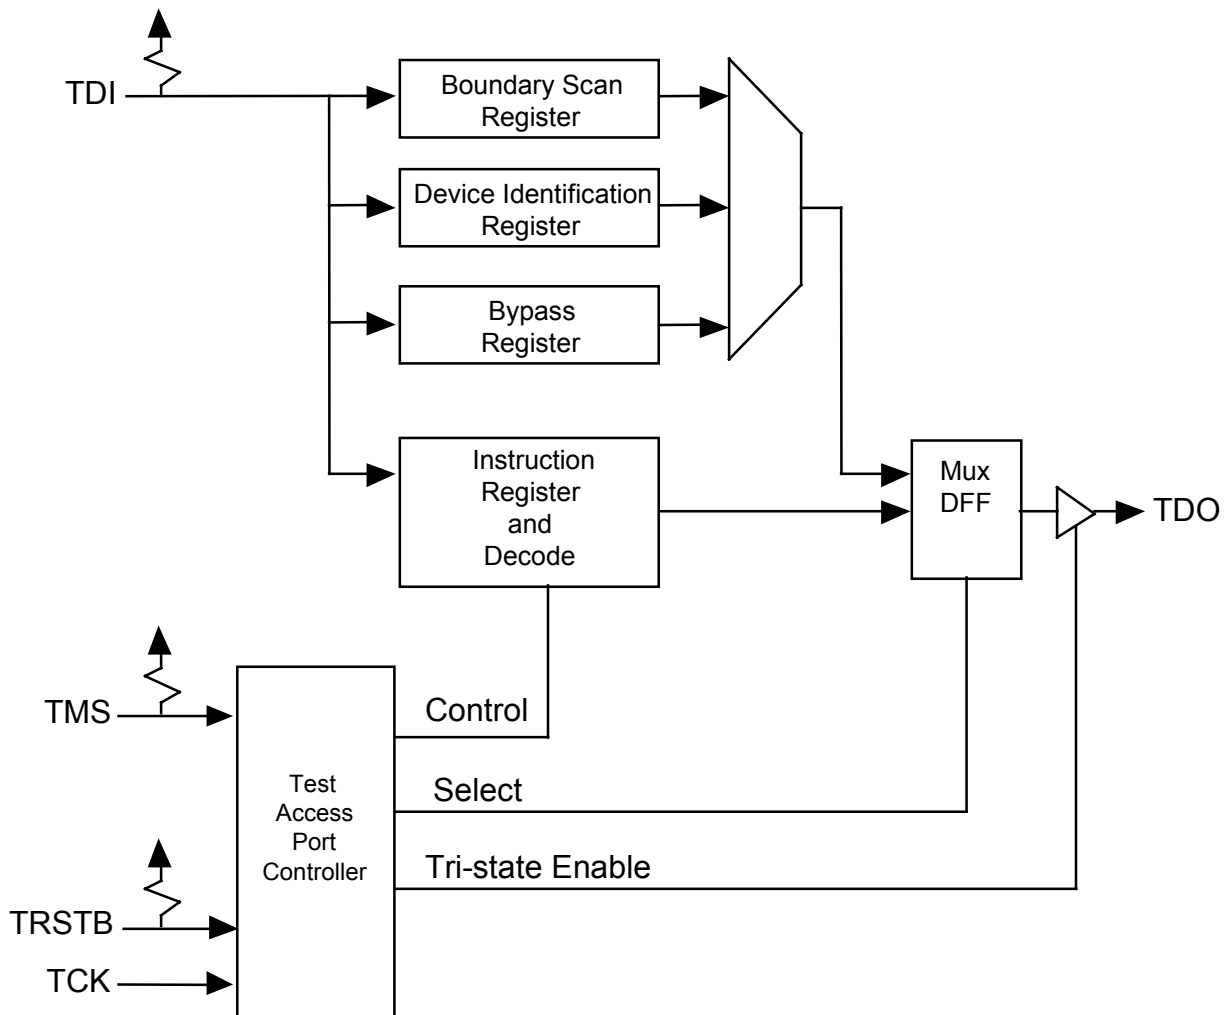 TDI
Boundary Scan
Register
Device Identification
Register
Bypass
Register
Instruction
Register
and
Decode
Mux
DFF
TDO
TMS
Control
Select
Tri-state Enable
Test
Access
Port
Controller
TRSTB
TCK